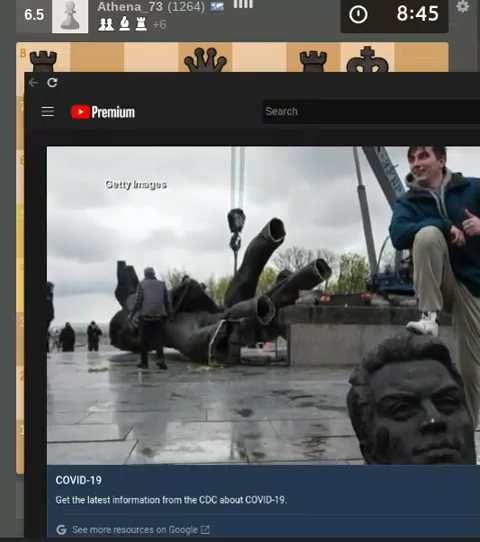 6.5
Athena_73 (1264)
+6
8:45
8
Premium
Search
Getty Images
COVID-19
Get the latest information from the CDC about COVID-19.
G See more resources on Google